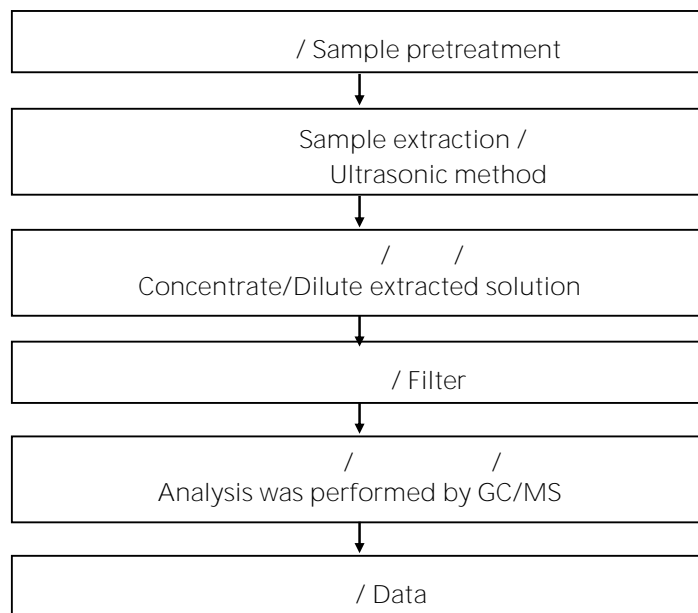 / Sample pretreatment
Sample extraction /
Ultrasonic method
/ /
Concentrate/Dilute extracted solution
/ Filter
/ /
Analysis was performed by GC/MS
/ Data